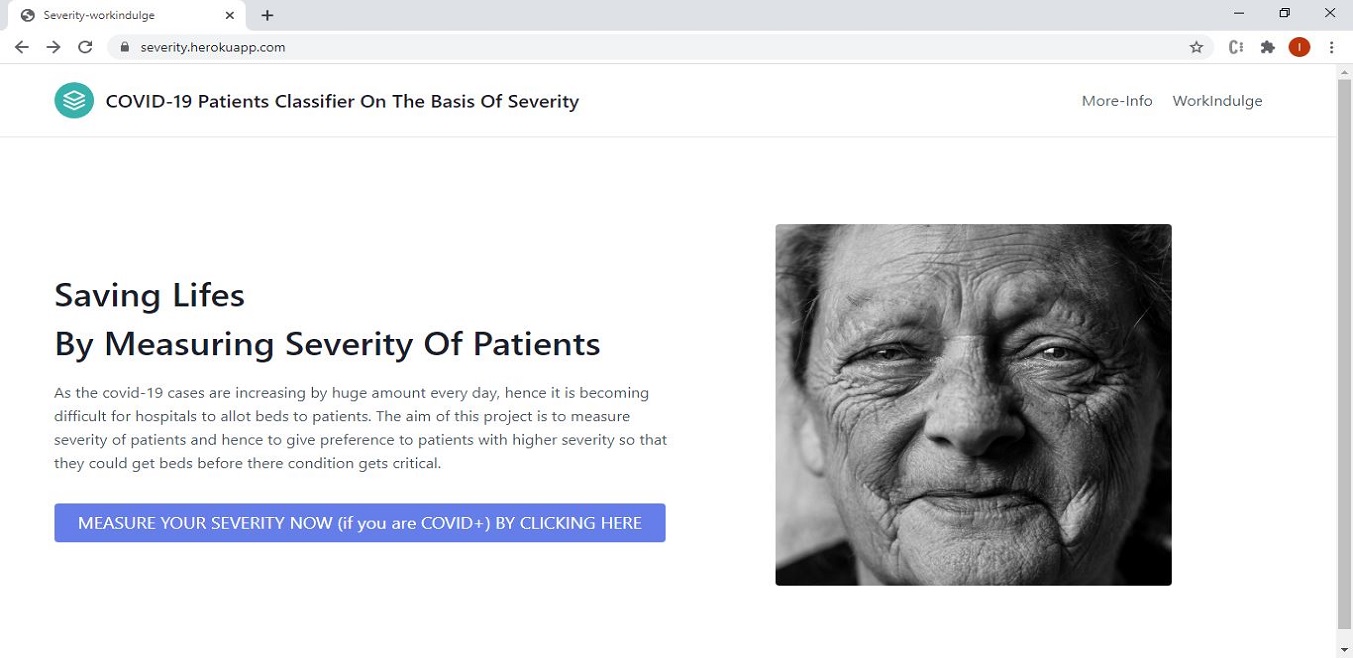 Severity-workindulge
severity.herokuapp.com
I
COVID-19 Patients Classifier On The Basis Of Severity
More-Info
WorkIndulge
Saving Lifes
By Measuring Severity Of Patients
As the covid-19 cases are increasing by huge amount every day, hence it is becoming
difficult for hospitals to allot beds to patients. The aim of this project is to measure
severity of patients and hence to give preference to patients with higher severity so that
they could get beds before there condition gets critical.
MEASURE YOUR SEVERITY NOW (if you are COVID+) BY CLICKING HERE